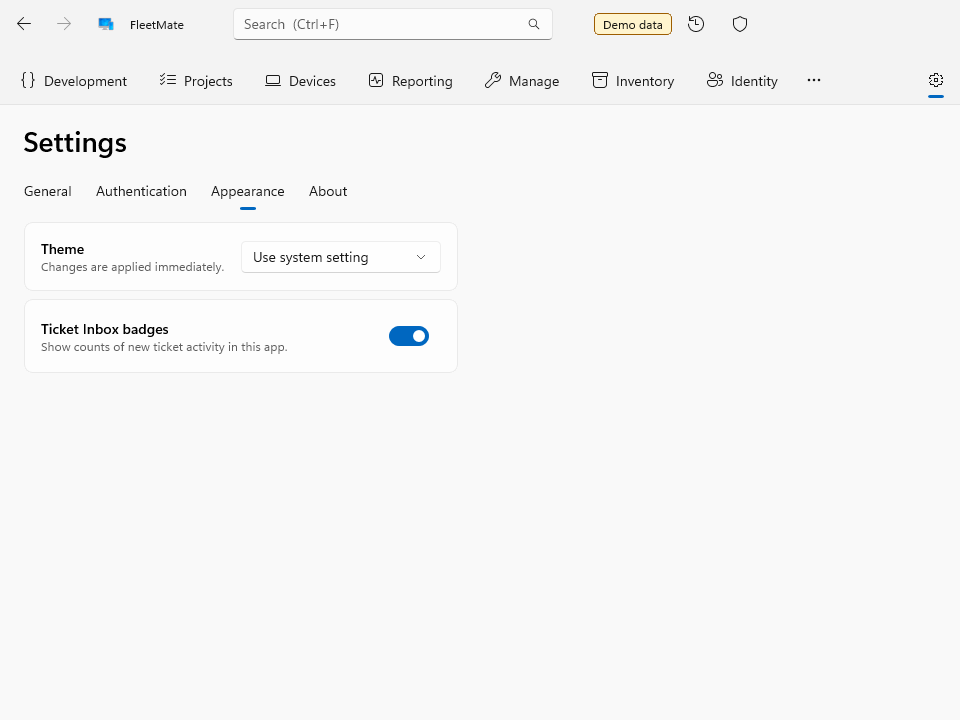 FleetMate
Search (Ctrl+F)
Demo data
Development
Projects
Devices
Reporting
Manage
Inventory
Identity
Settings
General
Authentication
Appearance
About
Theme
Changes are applied immediately.
Use system setting
Ticket Inbox badges
Show counts of new ticket activity in this app.